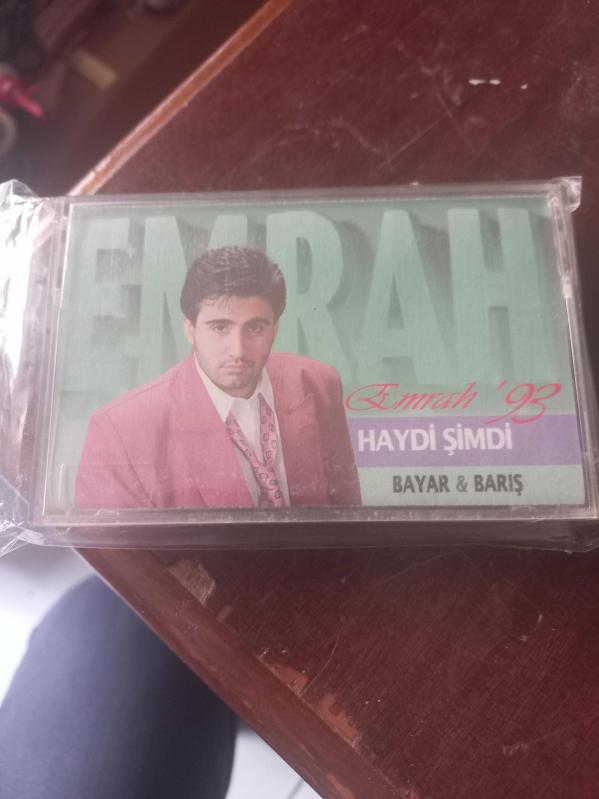 EMRAH
Emrah '93
HAYDİ ŞİMDİ
BAYAR & BARIŞ